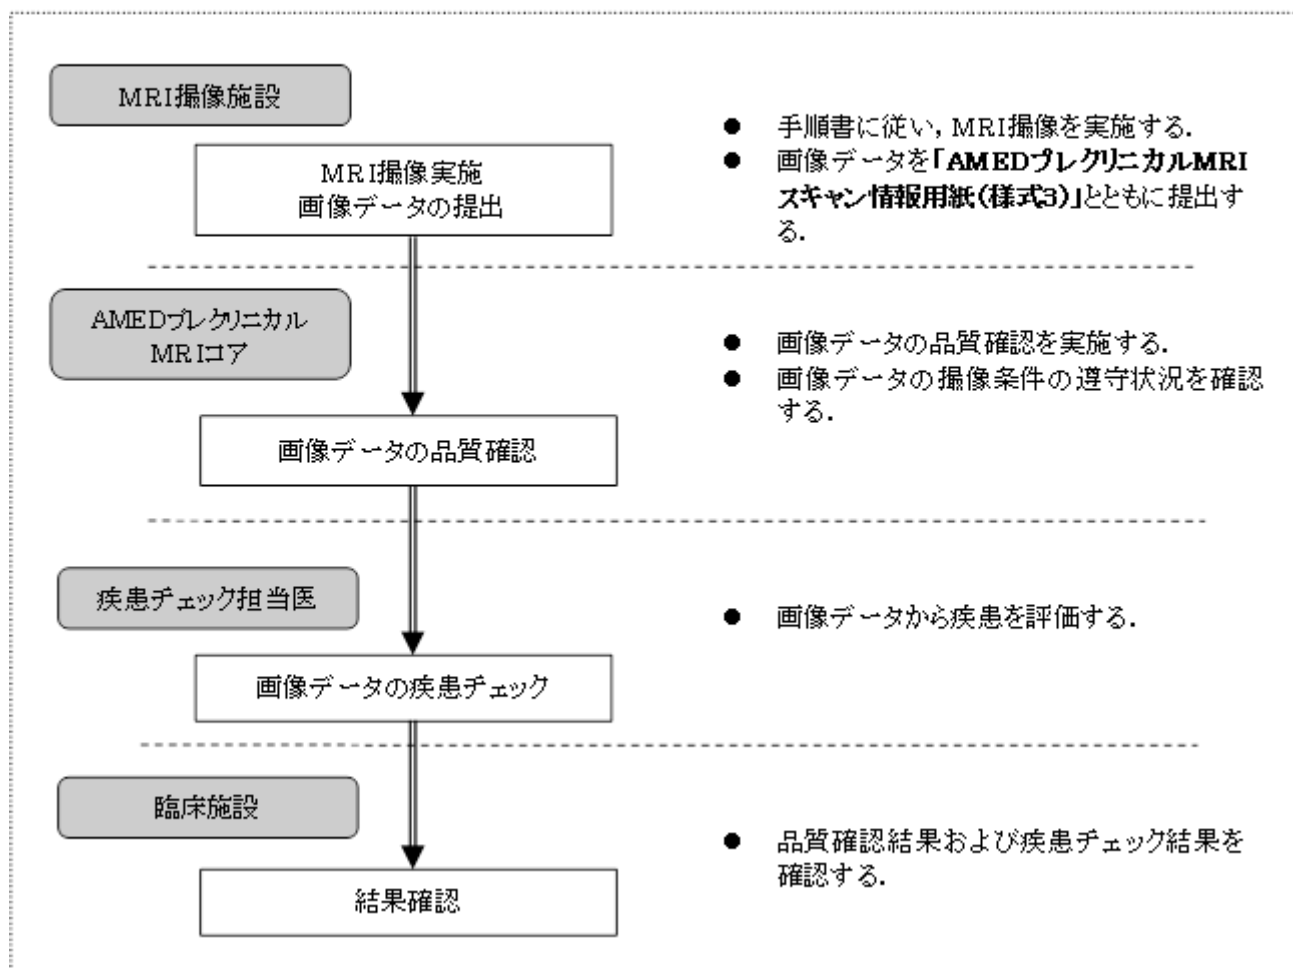 MRI撮像施設
MRI撮像実施
画像データの提出
● 手順書に従い，MRI撮像を実施する．
● 画像データを「AMEDプレクリニカルMRI
スキャン情報用紙（様式3）」とともに提出す
る．
AMEDプレクリニカル
MRIコア
画像データの品質確認
● 画像データの品質確認を実施する．
● 画像データの撮像条件の遵守状況を確認
する．
疾患チェック担当医
画像データの疾患チェック
● 画像データから疾患を評価する．
臨床施設
結果確認
● 品質確認結果および疾患チェック結果を
確認する．